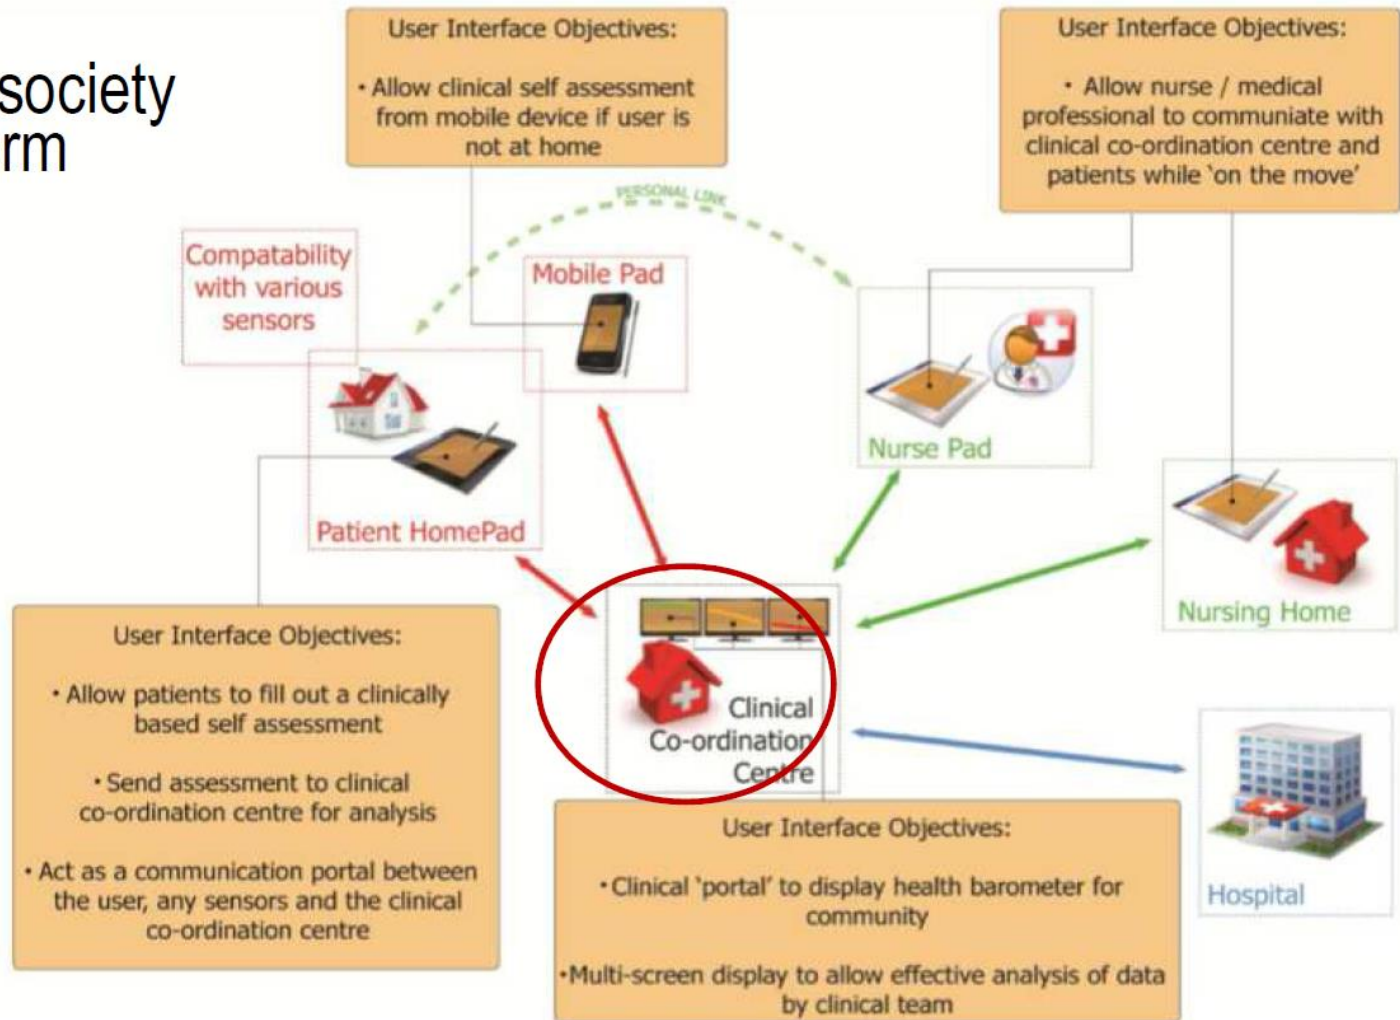 society
rm
User Interface Objectives:
• Allow clinical self assessment
from mobile device if user is
not at home
User Interface Objectives:
• Allow nurse / medical
professional to communiate with
clinical co-ordination centre and
patients while 'on the move'
PERSONAL LINK
Compatability
with various
sensors
Mobile Pad
Nurse Pad
Patient HomePad
Nursing Home
User Interface Objectives:
• Allow patients to fill out a clinically
based self assessment
• Send assessment to clinical
co-ordination centre for analysis
• Act as a communication portal between
the user, any sensors and the clinical
co-ordination centre
Clinical
Co-ordination
Centre
Hospital
User Interface Objectives:
• Clinical 'portal' to display health barometer for
community
• Multi-screen display to allow effective analysis of data
by clinical team